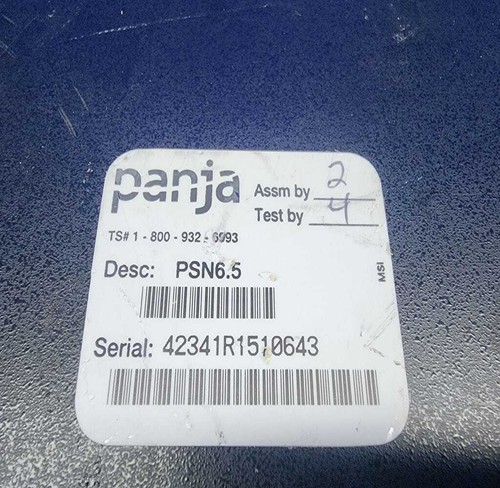 panja
Assm by 2
Test by 4
TS# 1 - 800 - 932 - 6993
Desc: PSN6.5
MSI
Serial: 42341R1510643